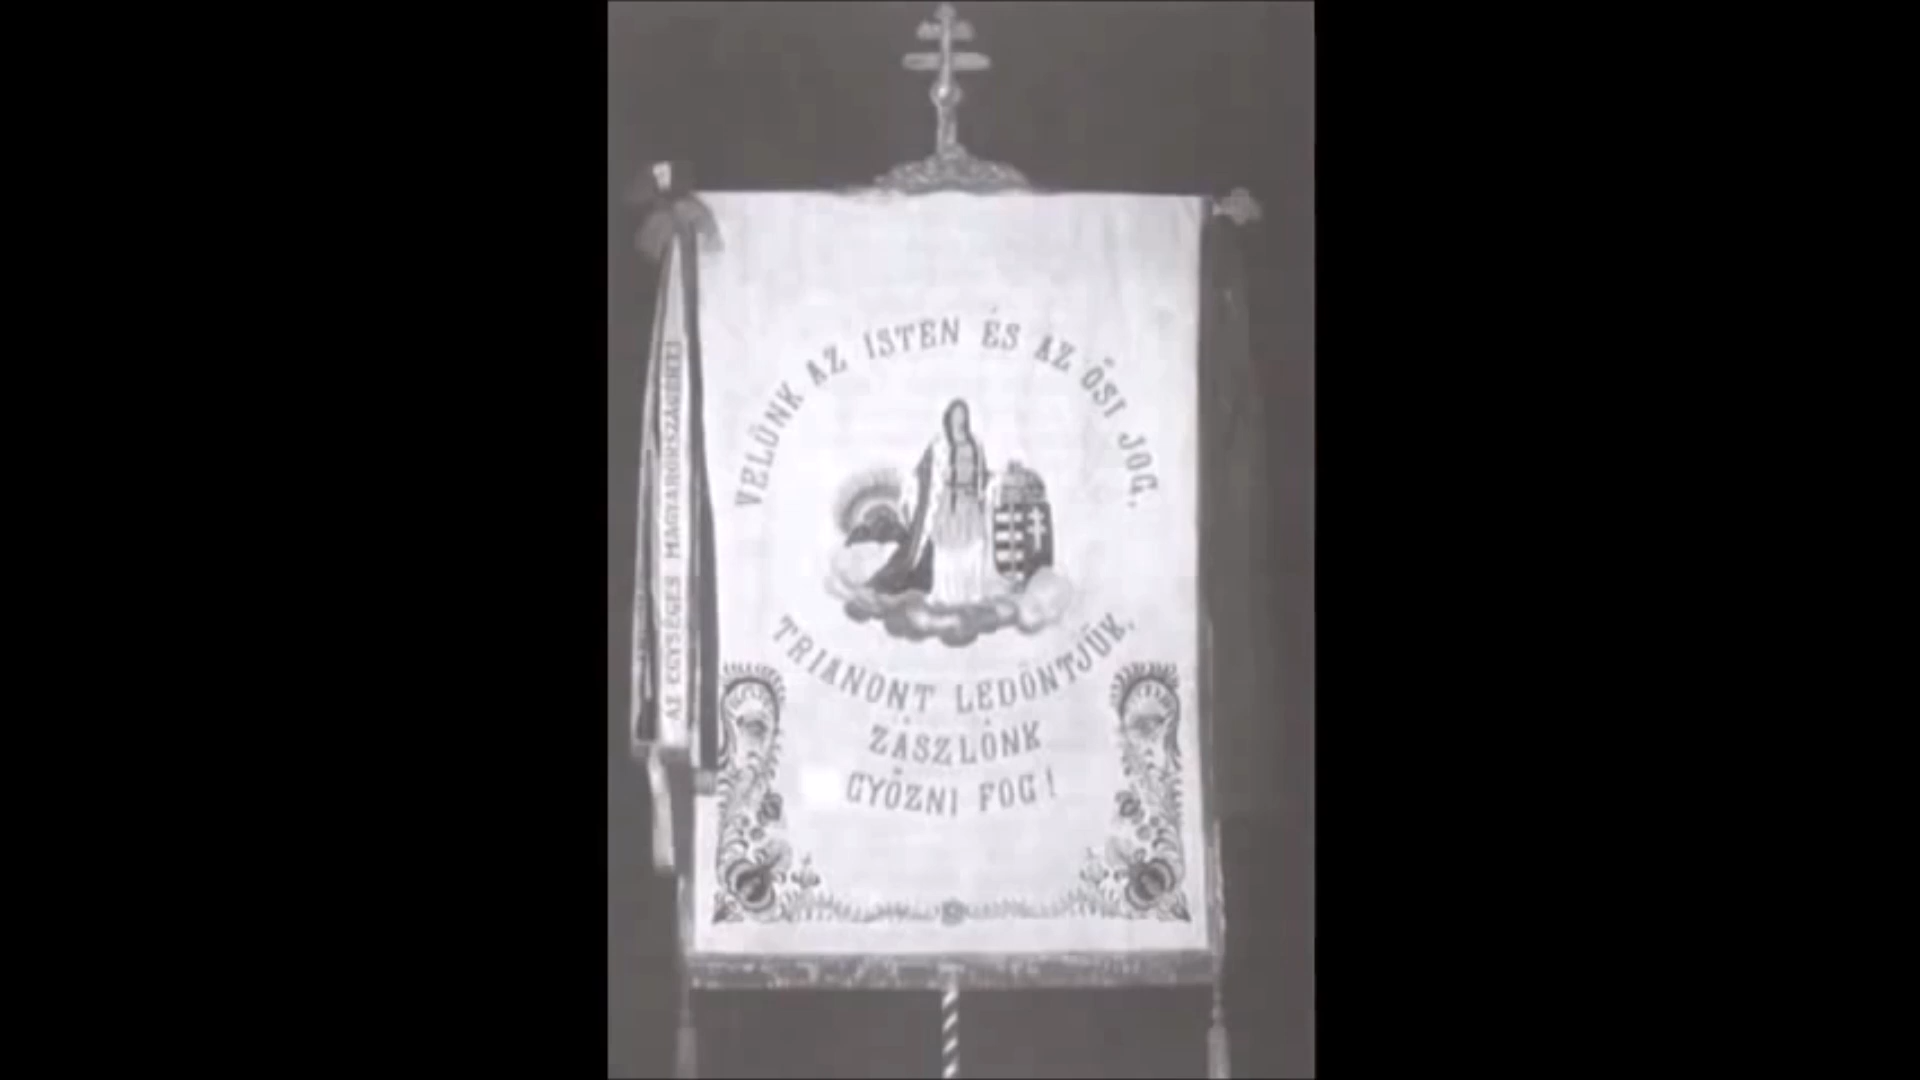 VELÜNK AZ ISTEN ÉS AZ ŐSI JOG,
TRIANONT LEDÖNTJÜK,
ZÁSZLÓNK
GYŐZNI FOG!
AZ EGYSÉGES MAGYARORSZÁGÉRT!